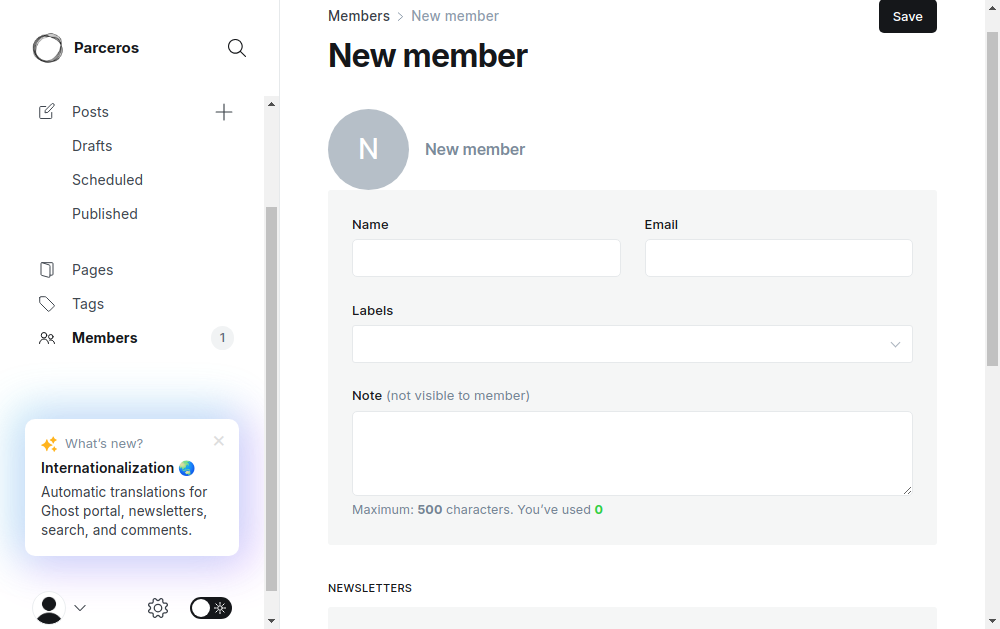 Parceros
Posts
Drafts
Scheduled
Published
Pages
Tags
Members 1
What's new?
Internationalization 🌏
Automatic translations for
Ghost portal, newsletters,
search, and comments.
Members > New member
Save
New member
N
New member
Name
Email
Labels
Note (not visible to member)
Maximum: 500 characters. You've used 0
NEWSLETTERS